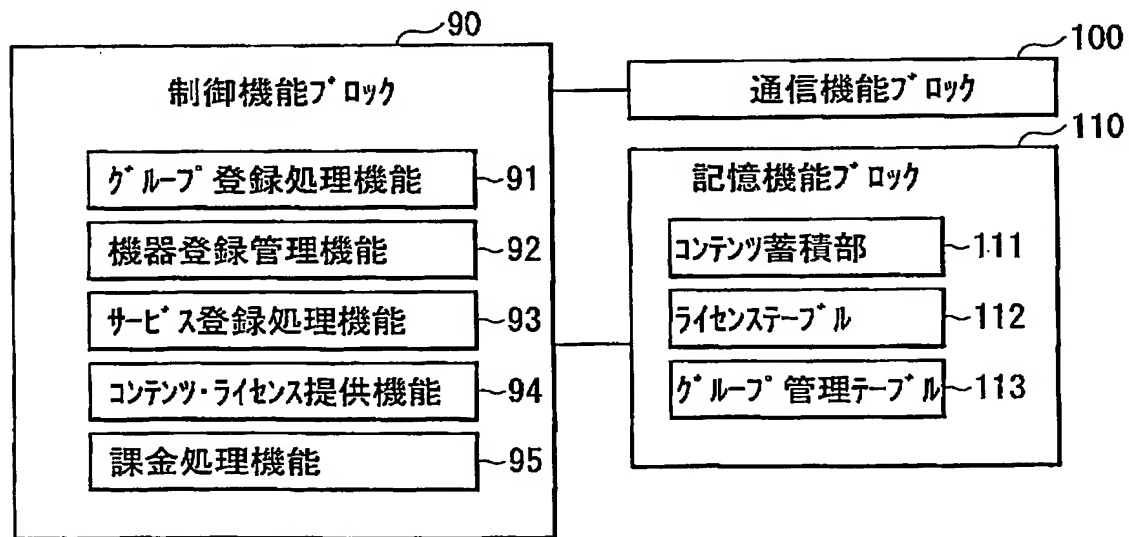 90
制御機能ブロック
グループ登録処理機能 91
機器登録管理機能 92
サービス登録処理機能 93
コンテンツ・ライセンス提供機能 94
課金処理機能 95
100
通信機能ブロック
110
記憶機能ブロック
コンテンツ蓄積部 111
ライセンステーブル 112
グループ管理テーブル 113